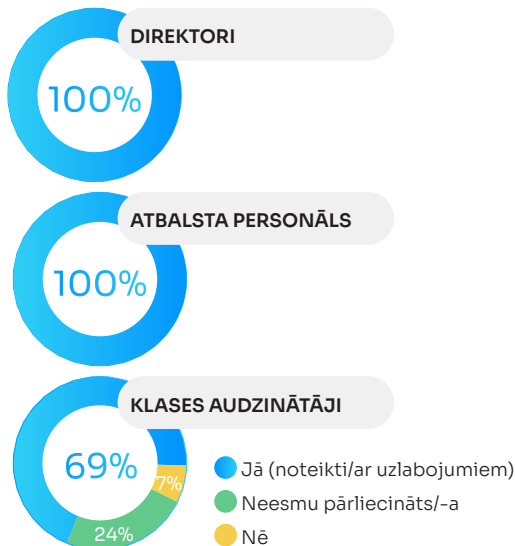 DIREKTORI
100%
ATBALSTA PERSONĀLS
100%
KLASES AUDZINĀTĀJI
69%
7%
24%
Jā (noteikti/ar uzlabojumiem)
Neesmu pārliecināts/-a
Nē